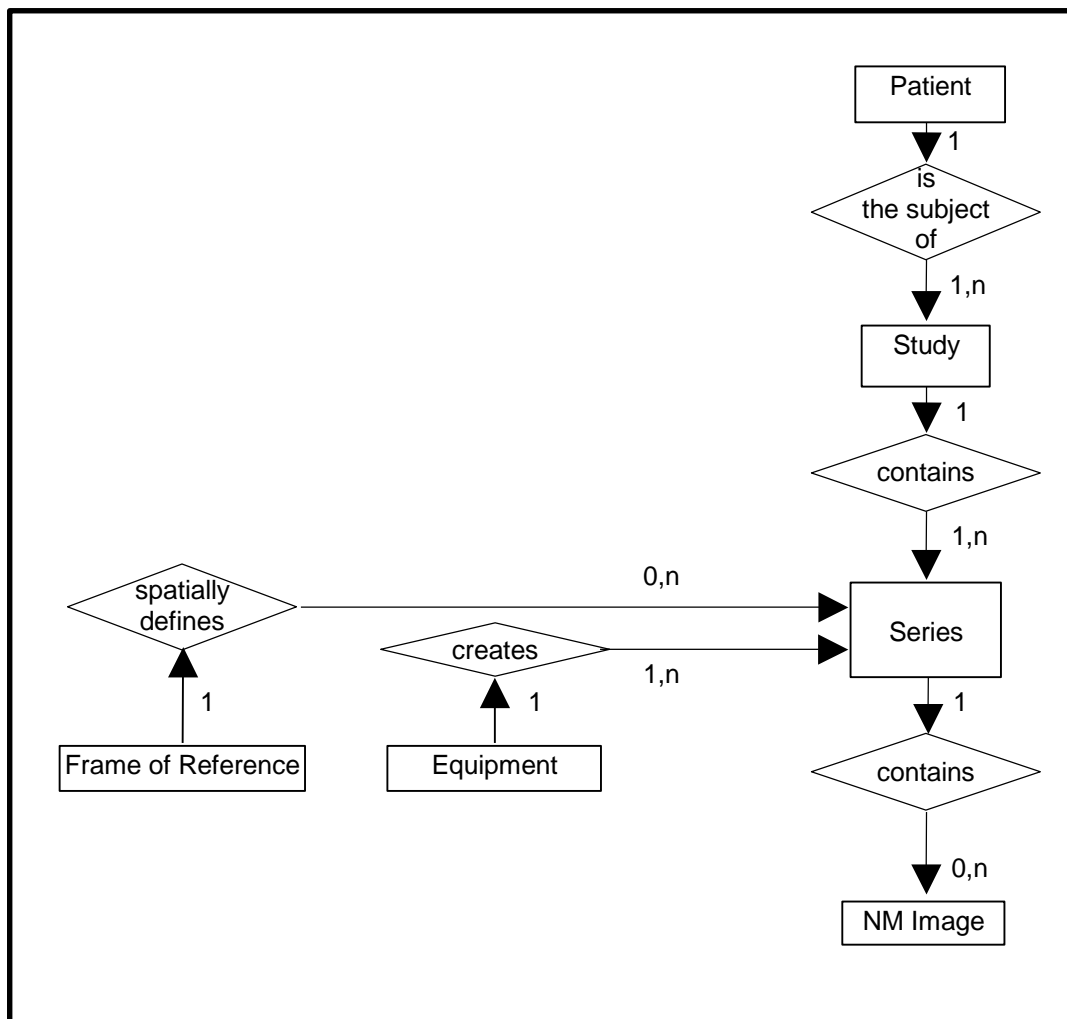 Patient
1
is
the subject
of
1,n
Study
1
contains
1,n
0,n
spatially
defines
Series
creates
1,n
1
1
1
Frame of Reference
Equipment
contains
0,n
NM Image